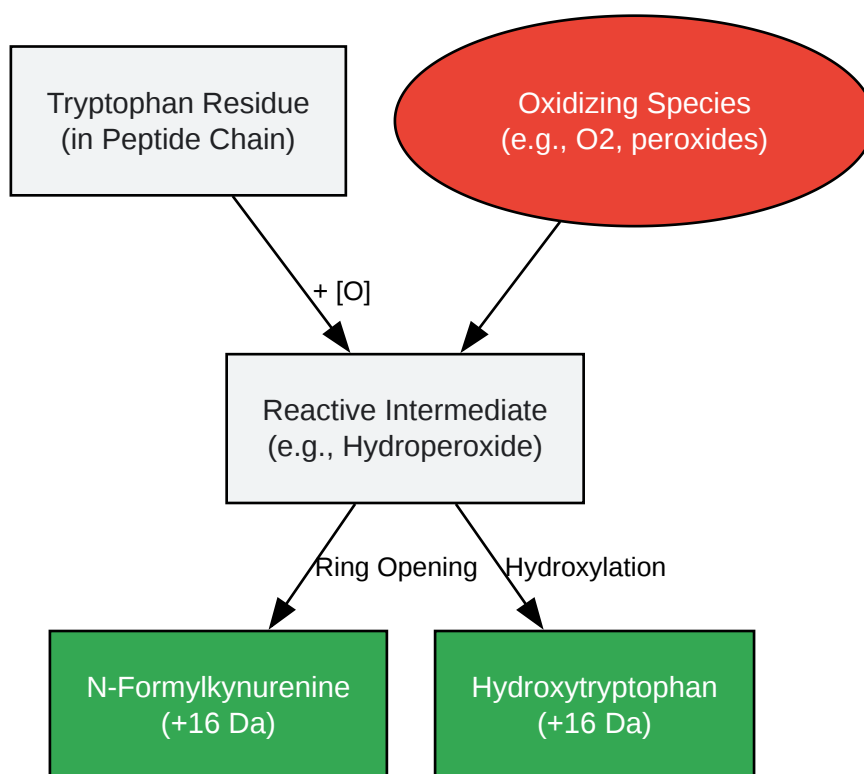 Tryptophan Residue
(in Peptide Chain)
Oxidizing Species
(e.g., O2, peroxides)
+ [O]
Reactive Intermediate
(e.g., Hydroperoxide)
Ring Opening
Hydroxylation
N-Formylkynurenine
(+16 Da)
Hydroxytryptophan
(+16 Da)